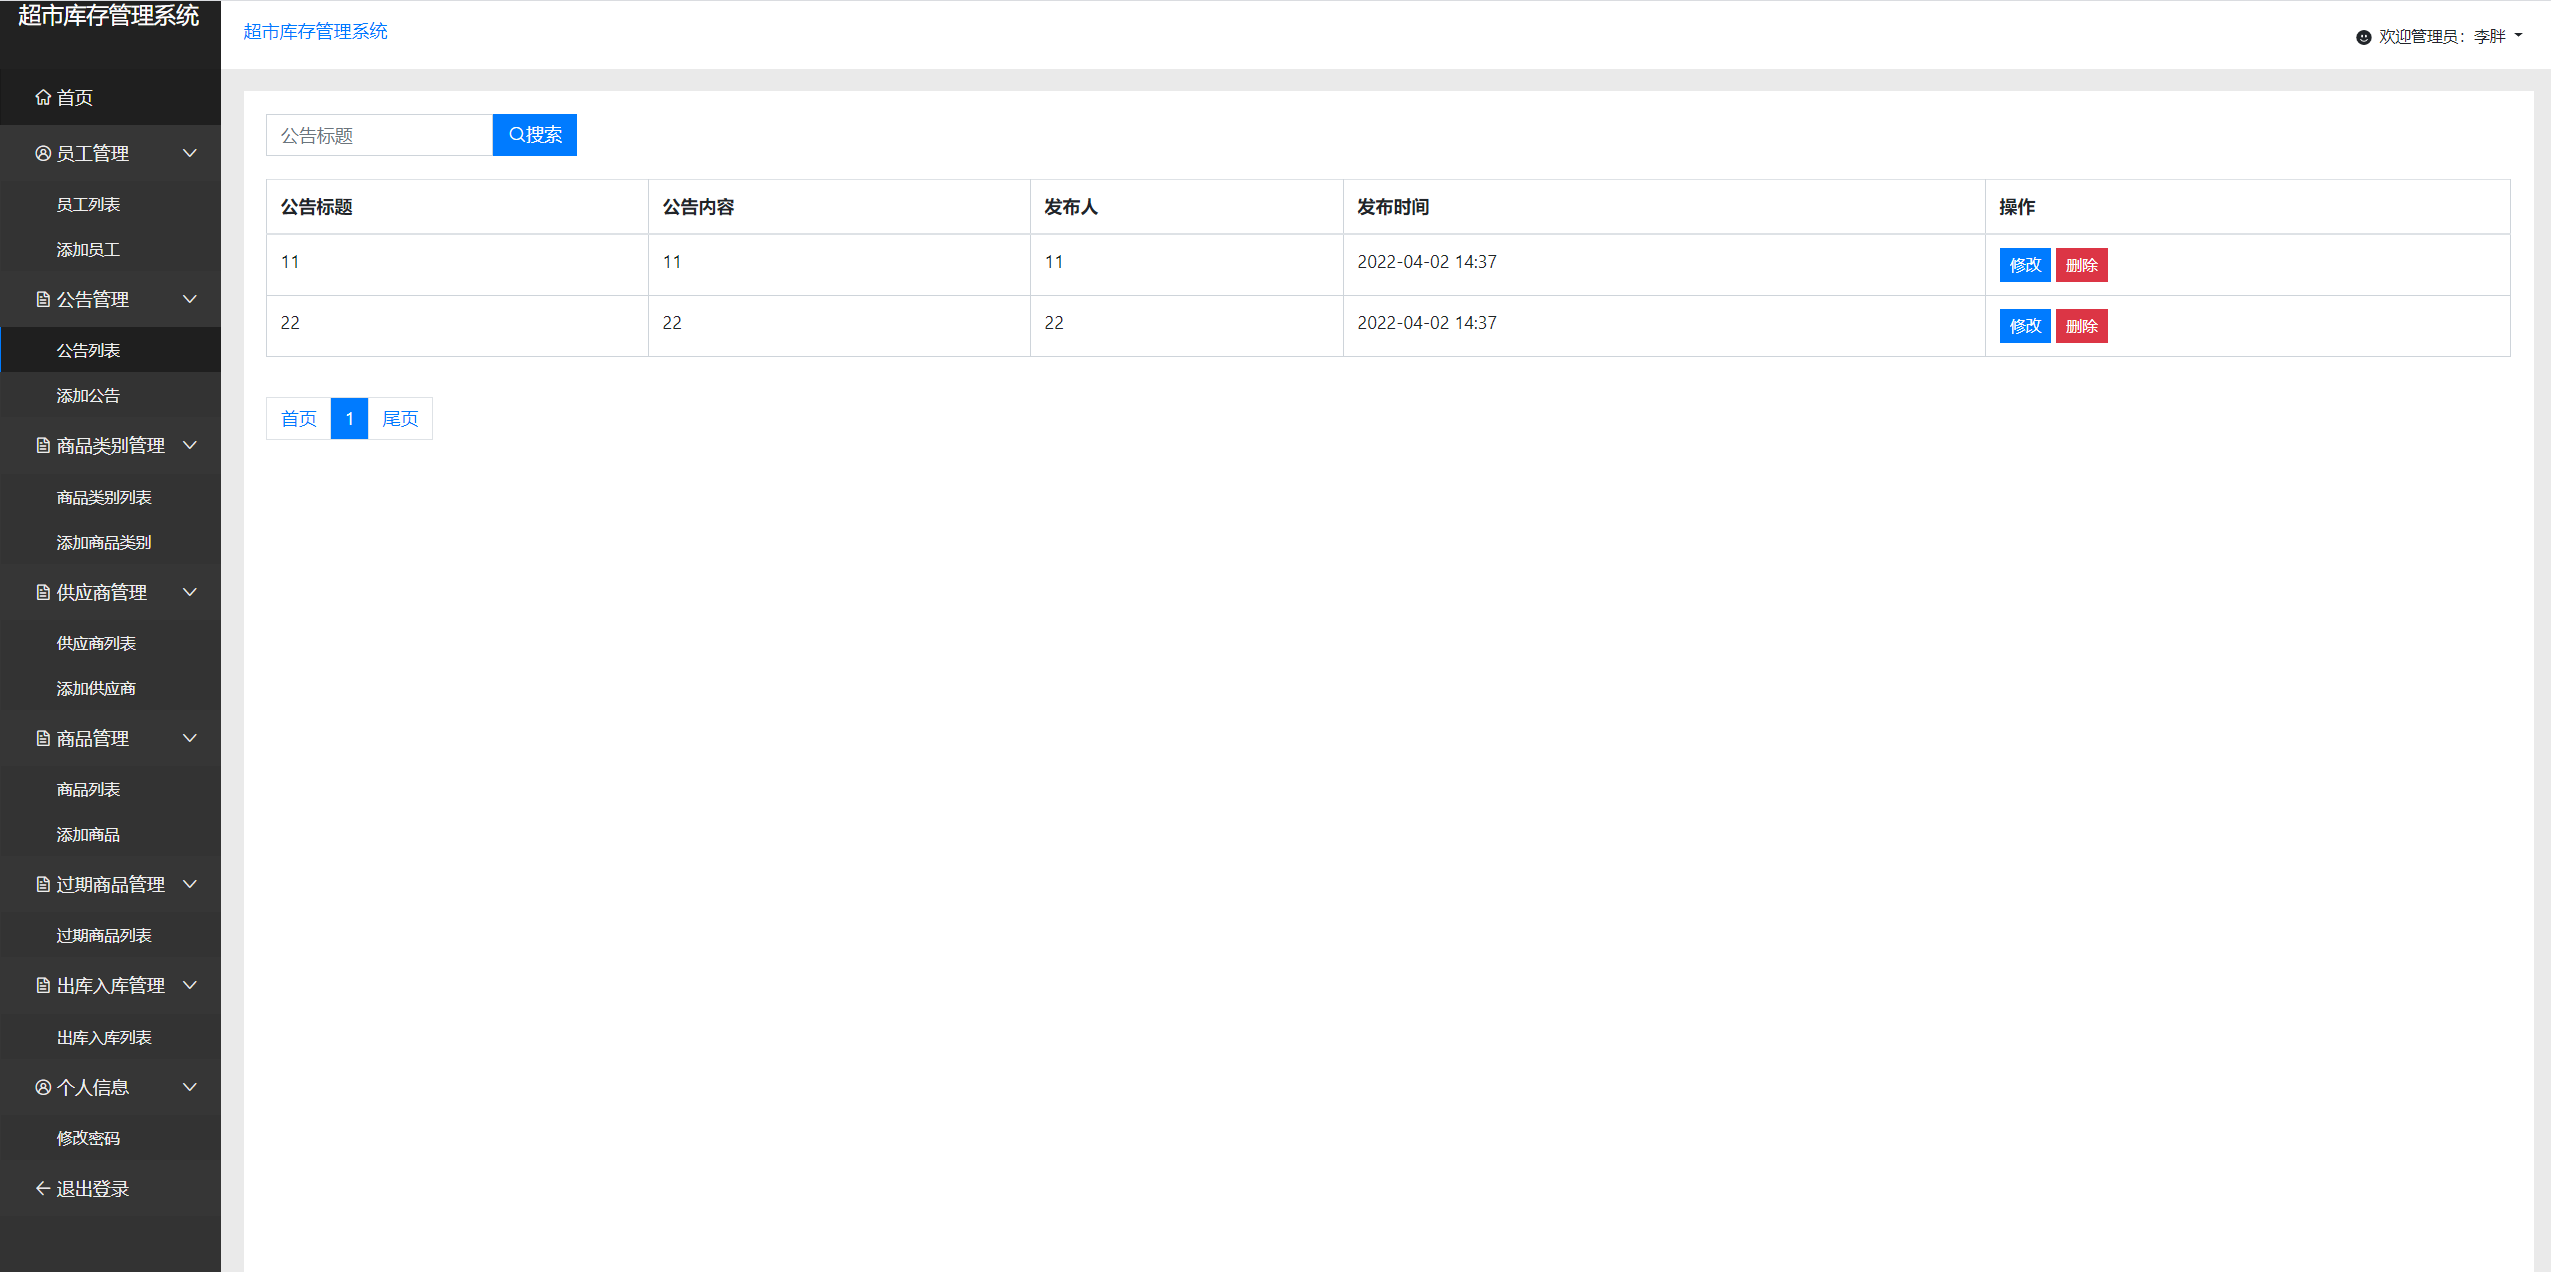 超市库存管理系统
首页
员工管理
员工列表
添加员工
公告管理
公告列表
添加公告
商品类别管理
商品类别列表
添加商品类别
供应商管理
供应商列表
添加供应商
商品管理
商品列表
添加商品
过期商品管理
过期商品列表
出库入库管理
出库入库列表
个人信息
修改密码
退出登录
超市库存管理系统
欢迎管理员：李胖
公告标题 搜索
公告标题 公告内容 发布人 发布时间 操作
11 11 11 2022-04-02 14:37 修改 删除
22 22 22 2022-04-02 14:37 修改 删除
首页 1 尾页